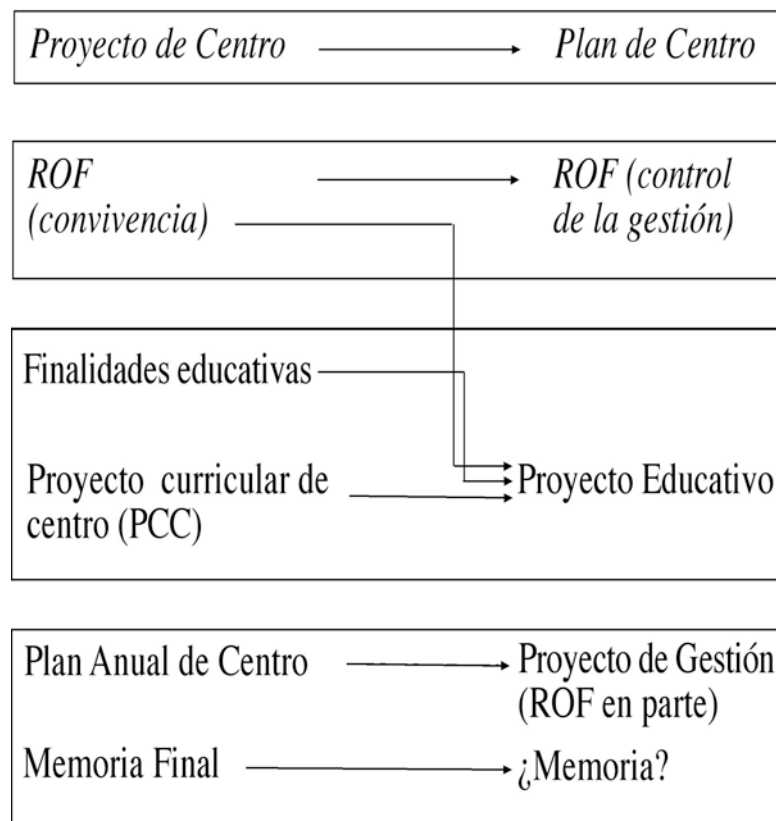 Proyecto de Centro
Plan de Centro
ROF
(convivencia)
ROF (control
de la gestión)
Finalidades educativas
Proyecto curricular de
centro (PCC)
Proyecto Educativo
Plan Anual de Centro
Proyecto de Gestión
(ROF en parte)
Memoria Final
¿Memoria?